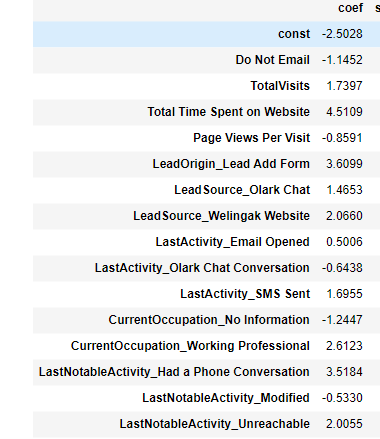 coef s
const -2.5028
Do Not Email -1.1452
TotalVisits 1.7397
Total Time Spent on Website 4.5109
Page Views Per Visit -0.8591
LeadOrigin_Lead Add Form 3.6099
LeadSource_Olark Chat 1.4653
LeadSource_Welingak Website 2.0660
LastActivity_Email Opened 0.5006
LastActivity_Olark Chat Conversation -0.6438
LastActivity_SMS Sent 1.6955
CurrentOccupation_No Information -1.2447
CurrentOccupation_Working Professional 2.6123
LastNotableActivity_Had a Phone Conversation 3.5184
LastNotableActivity_Modified -0.5330
LastNotableActivity_Unreachable 2.0055